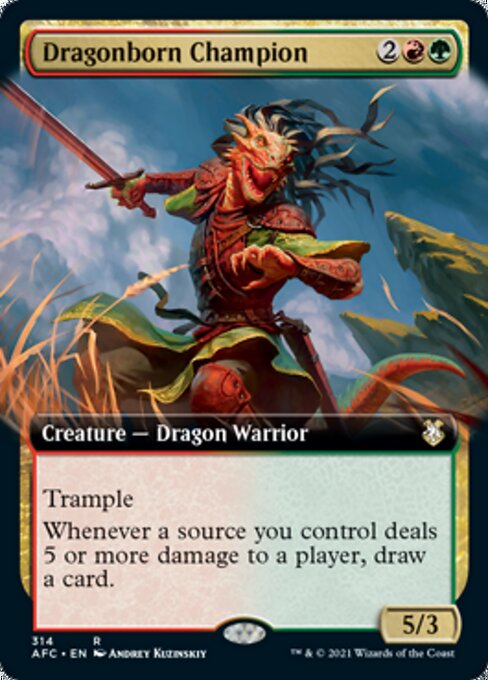 Dragonborn Champion 2
Creature — Dragon Warrior
Trample
Whenever a source you control deals
5 or more damage to a player, draw
a card.
5/3
314 R
AFC • EN Andrey Kuzinskiy ™ & © 2021 Wizards of the Coast